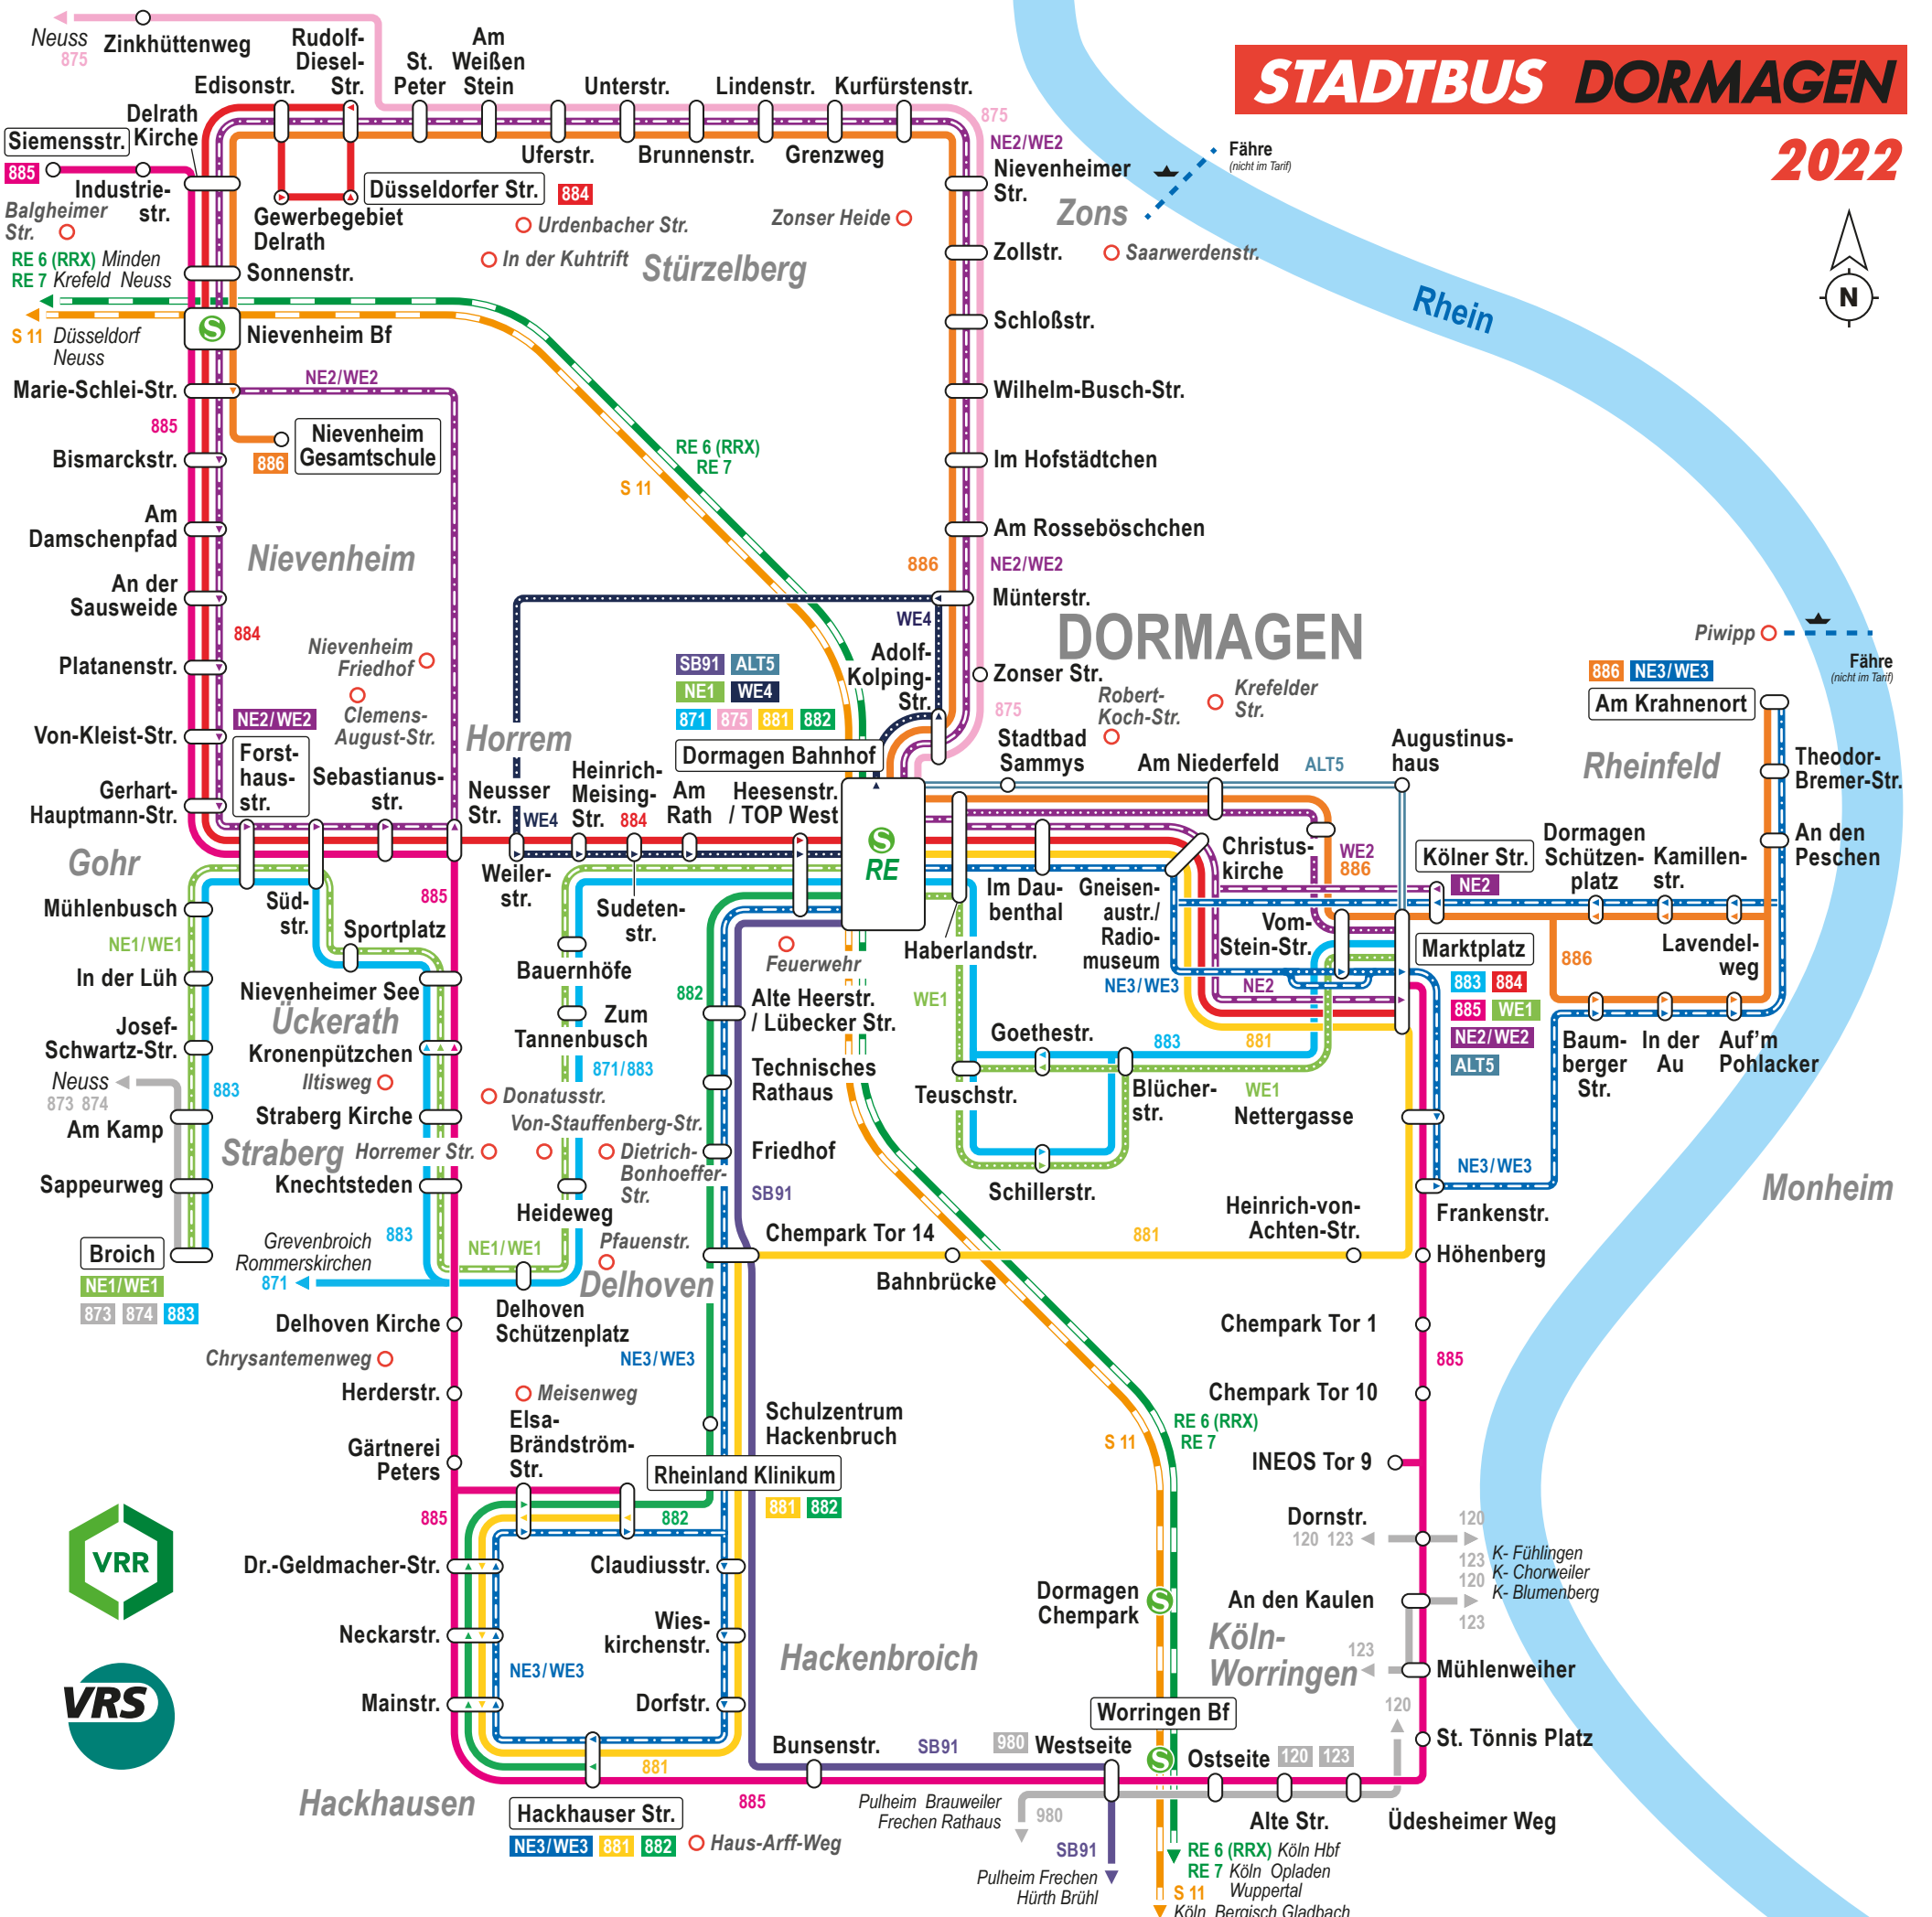 STADTBUS DORMAGEN
2022
N
Neuss
875
Zinkhüttenweg
Rudolf-
Diesel-
Str.
St.
Peter
Am
Weißen
Stein
Edisonstr.
Unterstr.
Lindenstr.
Kurfürstenstr.
Delrath
Kirche
875
NE2/WE2
Siemensstr.
885
Industrie-
str.
Uferstr.
Brunnenstr.
Grenzweg
Nievenheimer
Str.
Fähre
(nicht im Tarif)
Düsseldorfer Str.
884
Gewerbegebiet
Delrath
Balgheimer
Str.
Urdenbacher Str.
Zonser Heide
Zons
In der Kuhtrift
Stürzelberg
Zollstr.
Saarwerdenstr.
RE 6 (RRX) Minden
RE 7 Krefeld Neuss
Sonnenstr.
S 11 Düsseldorf
Neuss
S
Nievenheim Bf
Schloßstr.
Rhein
Marie-Schlei-Str.
NE2/WE2
Wilhelm-Busch-Str.
885
Nievenheim
Gesamtschule
886
Bismarckstr.
RE 6 (RRX)
RE 7
S 11
Im Hofstädtchen
Am
Damschenpfad
Nievenheim
Am Rosseböschchen
886
NE2/WE2
An der
Sausweide
Münterstr.
WE4
DORMAGEN
884
Nievenheim
Friedhof
Platanenstr.
Clemens-
August-Str.
SB91
ALT5
NE1
WE4
871
875
881
882
Dormagen Bahnhof
Adolf-
Kolping-
Str.
Zonser Str.
875
Robert-
Koch-Str.
Krefelder
Str.
Piwipp
Fähre
(nicht im Tarif)
886
NE3/WE3
Am Krahnenort
Von-Kleist-Str.
NE2/WE2
Forst-
haus-
str.
Horrem
Stadtbad
Sammys
Am Niederfeld
ALT5
Augustinus-
haus
Rheinfeld
Theodor-
Bremer-Str.
Gerhart-
Hauptmann-Str.
Sebastianus-
str.
Neusser
Str.
WE4
Heinrich-
Meising-
Str.
884
Am
Rath
Heesenstr.
/ TOP West
S
RE
Gohr
Weiler-
str.
Sudeten-
str.
Im Dau-
benthal
Gneisen-
austr./
Radio-
museum
Christus-
kirche
WE2
886
Kölner Str.
NE2
Dormagen
Schützen-
platz
Kamillen-
str.
An den
Peschen
Mühlenbusch
Süd-
str.
Sportplatz
885
NE1/WE1
Feuerwehr
Haberlandstr.
Vom-
Stein-Str.
Marktplatz
883
884
885
WE1
NE2/WE2
ALT5
Lavendel-
weg
886
In der Lüh
Nievenheimer See
Bauernhöfe
882
Alte Heerstr.
/ Lübecker Str.
WE1
NE3/WE3
NE2
Ückerath
Josef-
Schwartz-Str.
Kronenpützchen
Zum
Tannenbusch
871/883
Goethestr.
883
881
Baum-
berger
Str.
In der
Au
Auf'm
Pohlacker
Neuss
873 874
Iltisweg
883
Donatusstr.
Technisches
Rathaus
Teuschstr.
Blücher-
str.
WE1
Nettergasse
Am Kamp
Straberg Kirche
Von-Stauffenberg-Str.
Straberg
Horremer Str.
Dietrich-
Bonhoeffer-
Str.
Friedhof
NE3/WE3
Sappeurweg
Knechtsteden
SB91
Schillerstr.
Monheim
Heideweg
Heinrich-von-
Achten-Str.
Frankenstr.
Broich
NE1/WE1
873
874
883
Grevenbroich
Rommerskirchen
871
883
NE1/WE1
Pfauenstr.
Chempark Tor 14
881
Höhenberg
Delhoven
Bahnbrücke
Delhoven
Schützenplatz
Delhoven Kirche
Chempark Tor 1
NE3/WE3
Chrysantemenweg
885
Herderstr.
Meisenweg
Chempark Tor 10
Elsa-
Brändström-
Str.
Schulzentrum
Hackenbruch
RE 6 (RRX)
RE 7
S 11
Gärtnerei
Peters
Rheinland Klinikum
881
882
INEOS Tor 9
885
882
Dornstr.
120 123
120
123
120
123
K- Fühlingen
K- Chorweiler
K- Blumenberg
VRR
Dr.-Geldmacher-Str.
Claudiusstr.
Dormagen
Chempark
S
An den Kaulen
Neckarstr.
Wies-
kirchenstr.
Köln-
Worringen
123
Mühlenweiher
NE3/WE3
Hackenbroich
VRS
Mainstr.
Dorfstr.
Worringen Bf
120
St. Tönnis Platz
Bunsenstr.
SB91
980
Westseite
S
Ostseite
120
123
881
Hackhausen
885
Hackhauser Str.
NE3/WE3
881
882
Haus-Arff-Weg
Pulheim Brauweiler
Frechen Rathaus
980
Alte Str.
Üdesheimer Weg
SB91
Pulheim Frechen
Hürth Brühl
RE 6 (RRX) Köln Hbf
RE 7 Köln Opladen
Wuppertal
S 11
Köln Bergisch Gladbach